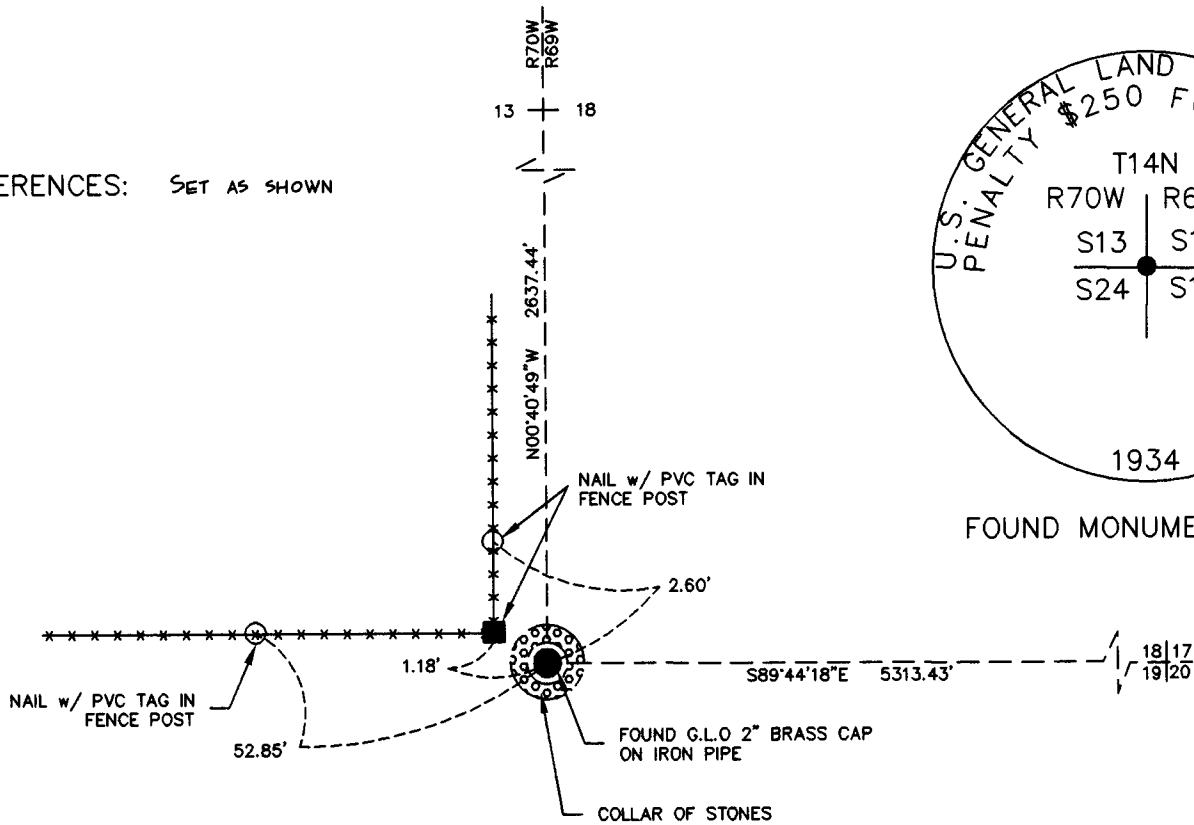 R70W
R69W
13 18
ERENCES: SET AS SHOWN
U.S. GENERAL LAND
PENALTY $250
T14N
R70W
S13
S24
1934
FOUND MONUME
N00°40'49"W 2637.44'
NAIL w/ PVC TAG IN
FENCE POST
2.60'
1.18'
NAIL w/ PVC TAG IN
FENCE POST
52.85'
S89°44'18"E 5313.43'
18 17
19 20
FOUND G.L.O 2" BRASS CAP
ON IRON PIPE
COLLAR OF STONES